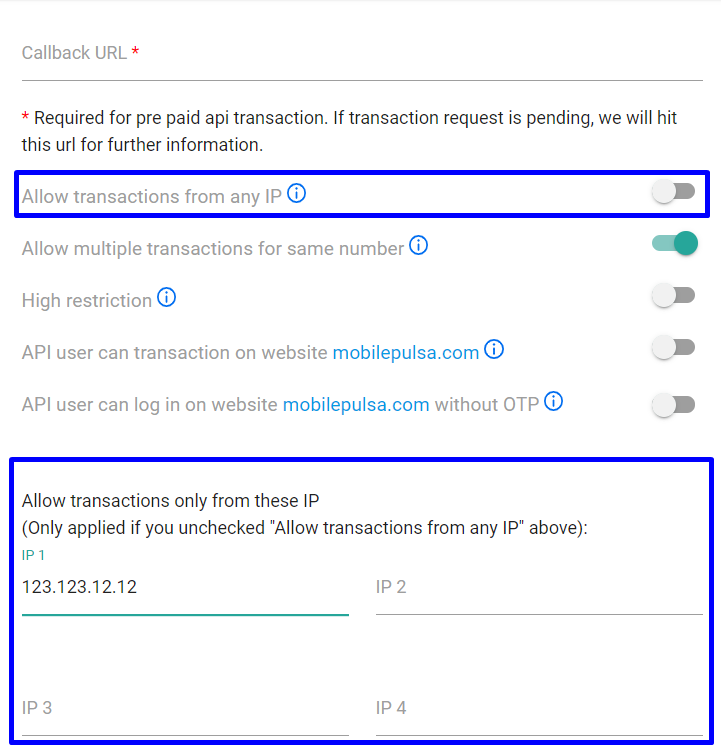 Callback URL *
* Required for pre paid api transaction. If transaction request is pending, we will hit
this url for further information.
Allow transactions from any IP
Allow multiple transactions for same number
High restriction
API user can transaction on website mobilepulsa.com
API user can log in on website mobilepulsa.com without OTP
Allow transactions only from these IP
(Only applied if you unchecked "Allow transactions from any IP" above):
IP 1
123.123.12.12
IP 2
IP 3
IP 4